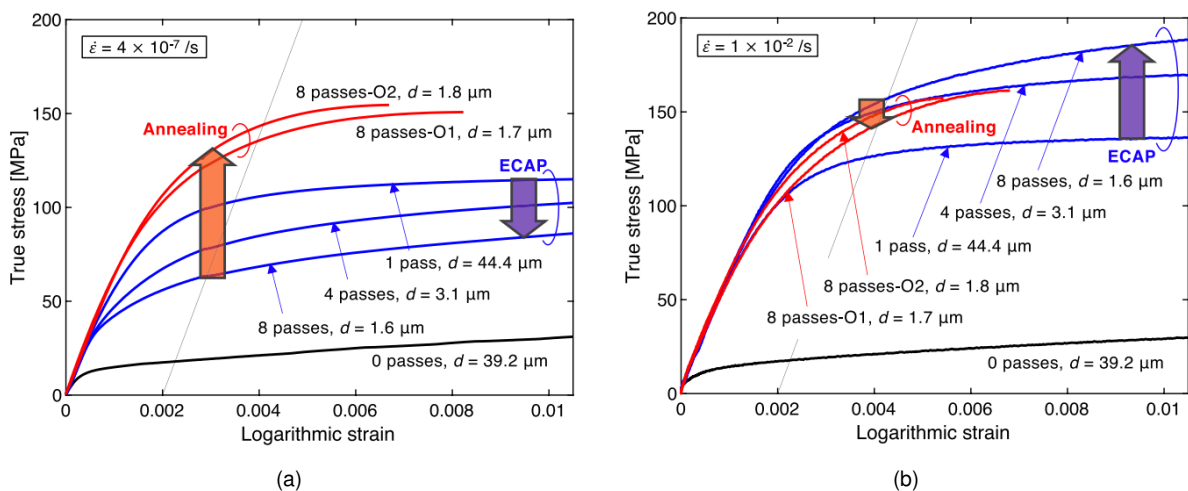 200
150
100
50
0
True stress [MPa]
ε̇ = 4 × 10⁻⁷ /s
8 passes-O2, d = 1.8 μm
8 passes-O1, d = 1.7 μm
Annealing
ECAP
1 pass, d = 44.4 μm
4 passes, d = 3.1 μm
8 passes, d = 1.6 μm
0 passes, d = 39.2 μm
0
0.002
0.004
0.006
0.008
0.01
Logarithmic strain
(a)
200
150
100
50
0
True stress [MPa]
ε̇ = 1 × 10⁻² /s
Annealing
ECAP
8 passes, d = 1.6 μm
4 passes, d = 3.1 μm
1 pass, d = 44.4 μm
8 passes-O2, d = 1.8 μm
8 passes-O1, d = 1.7 μm
0 passes, d = 39.2 μm
0
0.002
0.004
0.006
0.008
0.01
Logarithmic strain
(b)